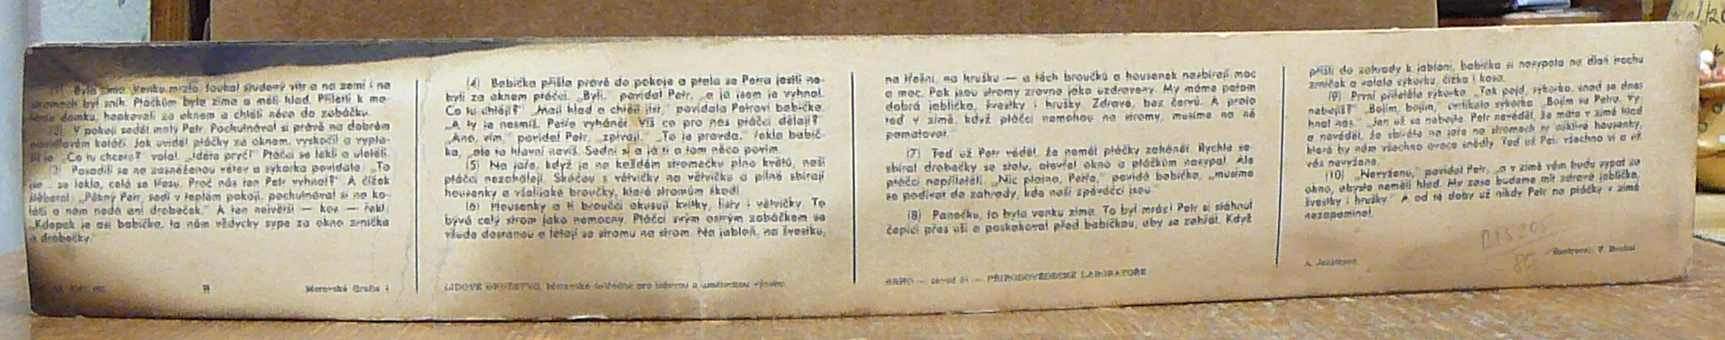 (1) Byla zima. Venku mrzlo, foukal studený vítr a na zemi i na
stromech byl sníh. Ptáčkům byla zima a měli hlad. Přiletěli k ma-
domku, houkovali za oknem a chtěli něco do zobáčku.
(2) V pokoji seděl malý Petr. Pochutnával si právě na dobrém
koláči. Jak uviděl ptáčky za oknem, vyskočil a vypla-
šil je. „Co tu chcete?" volal. „Jděte pryč!" Ptáčci se lekli a uletěli.
(3) Posadili se na zasněženou větev a sýkorka povídala: „To
se lekla, celá se třesu. Proč nás ten Petr vyhnal?" A čížek
„Pěkný Petr, sedí v teplém pokoji, pochutnává si na ko-
láči a nám nedá ani drobeček." A ten největší — kos — řekl:
„Kdepak je asi babička, ta nám vždycky sype za okno zrníčka
a drobečky."
Moravská
(4) Babička přišla právě do pokoje a ptala se Petra, jestli ne-
byli za oknem ptáčci. „Byli," povídal Petr, „a já jsem je vyhnal.
Co tu chtějí?" „Mají hlad a chtějí jíst," povídala Petrovi babička.
„A ty je nesmíš, Petře, vyhánět. Víš co pro nás ptáčci dělají?"
„Ano, vím," povídal Petr, „zpívají." „To je pravda," řekla babič-
ka, „ale to hlavní nevíš. Sedni si a já ti o tom něco povím.
(5) Na jaře, když je na každém stromečku plno květů, naši
ptáčci nezahálejí. Skáčou s větvičky na větvičku a pilně sbírají
housenky a všelijaké broučky, které stromům škodí.
(6) Housenky a ti broučci okusují kvítky, listy i větvičky. To
bývá celý strom jako nemocný. Ptáčci svým ostrým zobáčkem se
všude dostanou a létají se stromu na strom. Na jabloň, na švestku,
LIDOVÉ DRUŽSTVO,
na třešni, na hrušku — a těch broučků a housenek nasbírají moc
a moc. Pak jsou stromy zrovna jako uzdraveny. My máme potom
dobrá jablíčka, švestky i hrušky. Zdravé, bez červů. A proto
teď v zimě, když ptáčci nemohou na stromy, musíme na ně
pamatovat."
(7) Teď už Petr věděl, že neměl ptáčky zahánět. Rychle se-
sbíral drobečky se stolu, otevřel okno a ptáčkům nasypal. Ale
ptáčci nepřilétali. „Nic platno, Petře," povídá babička, „musíme
se podívat do zahrady, kde naši zpěváčci jsou."
(8) Panečku, to byla venku zima. To byl mráz! Petr si stáhnul
čepici přes uši a poskakoval před babičkou, aby se zahřál. Když
BRNO — závod — PŘÍRODOVĚDECKÉ LABORATOŘE
přišli do zahrady k jabloni, babička si nasypala na dlaň trochu
zrníček a volala sýkorku, čížka i kosa.
(9) První přiletěla sýkorka. „Tak pojď, sýkorko, snad se dnes
nebojíš?" „Bojím, bojím," cvrlikala sýkorka. „Bojím se Petra. Vy-
hnal nás." „Jen už se nebojte. Petr nevěděl, že máte v zimě hlad
a nevěděl, že sbíráte na jaře na stromech ty ošklivé housenky,
které by nám všechno ovoce snědly. Teď už Petr všechno ví a víc
vás nevyžene."
(10) „Nevyženu," povídal Petr, „a v zimě vám budu sypat za
okno, abyste neměli hlad. My zase budeme mít zdravá jablíčka,
švestky i hrušky." A od té doby už nikdy Petr na ptáčky v zimě
nezapomínal.